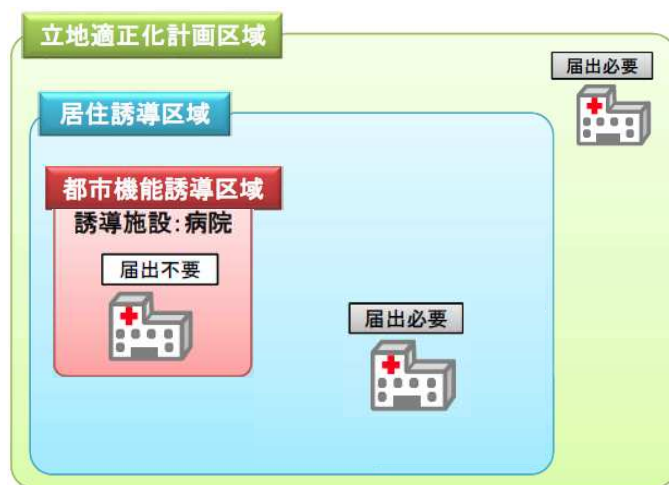 立地適正化計画区域
届出必要
居住誘導区域
都市機能誘導区域
誘導施設:病院
届出不要
届出必要